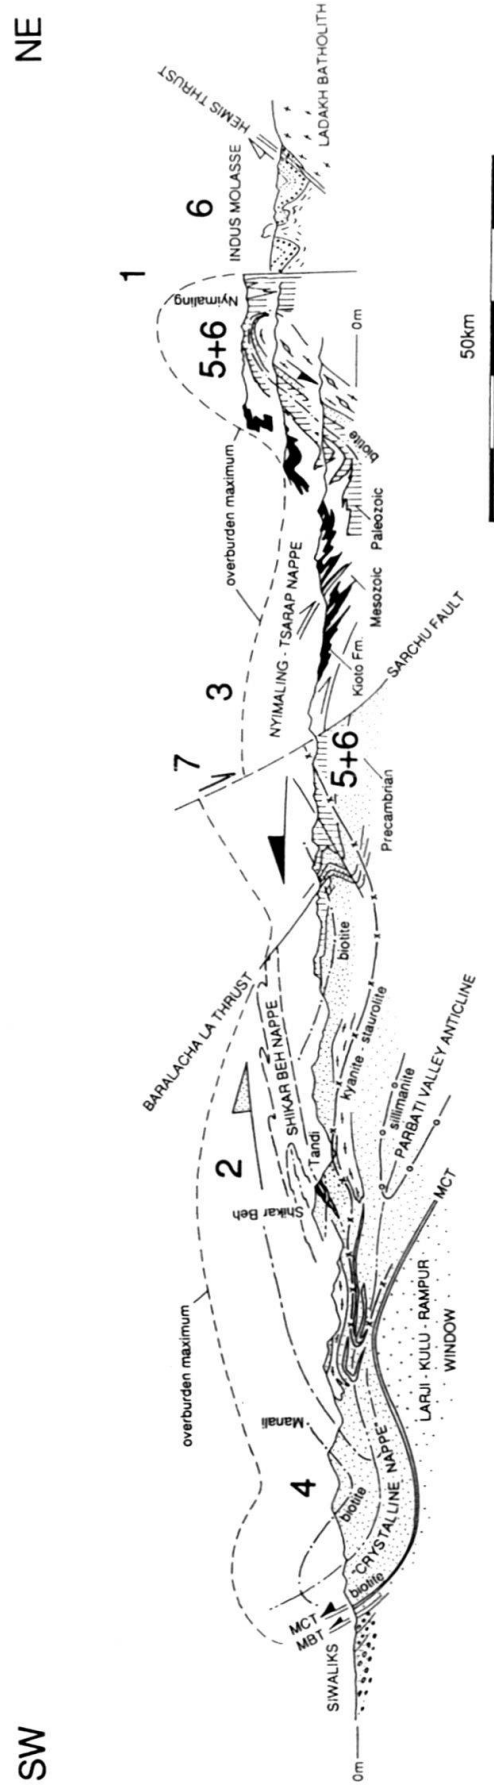 SW
NE
1
6
INDUS MOLASSE
HEMIS THRUST
LADAKH BATHOLITH
Nyimaling
5+6
0m
overburden maximum
NYIMALING - TSARAP NAPPE
3
7
biotite
Paleozoic
Mesozoic
Kioto Fm.
SARCHU FAULT
5+6
Precambrian
BARALACHA LA THRUST
SHIKAR BEH NAPPE
2
Shikar Beh
Tandi
biotite
kyanite - staurolite
sillimanite
PARBATI VALLEY ANTICLINE
MCT
overburden maximum
Manali
LARJI - KULU - RAMPUR
WINDOW
4
biotite
"CRYSTALLINE NAPPE"
biotite
MCT
MBT
SIWALIKS
0m
50km